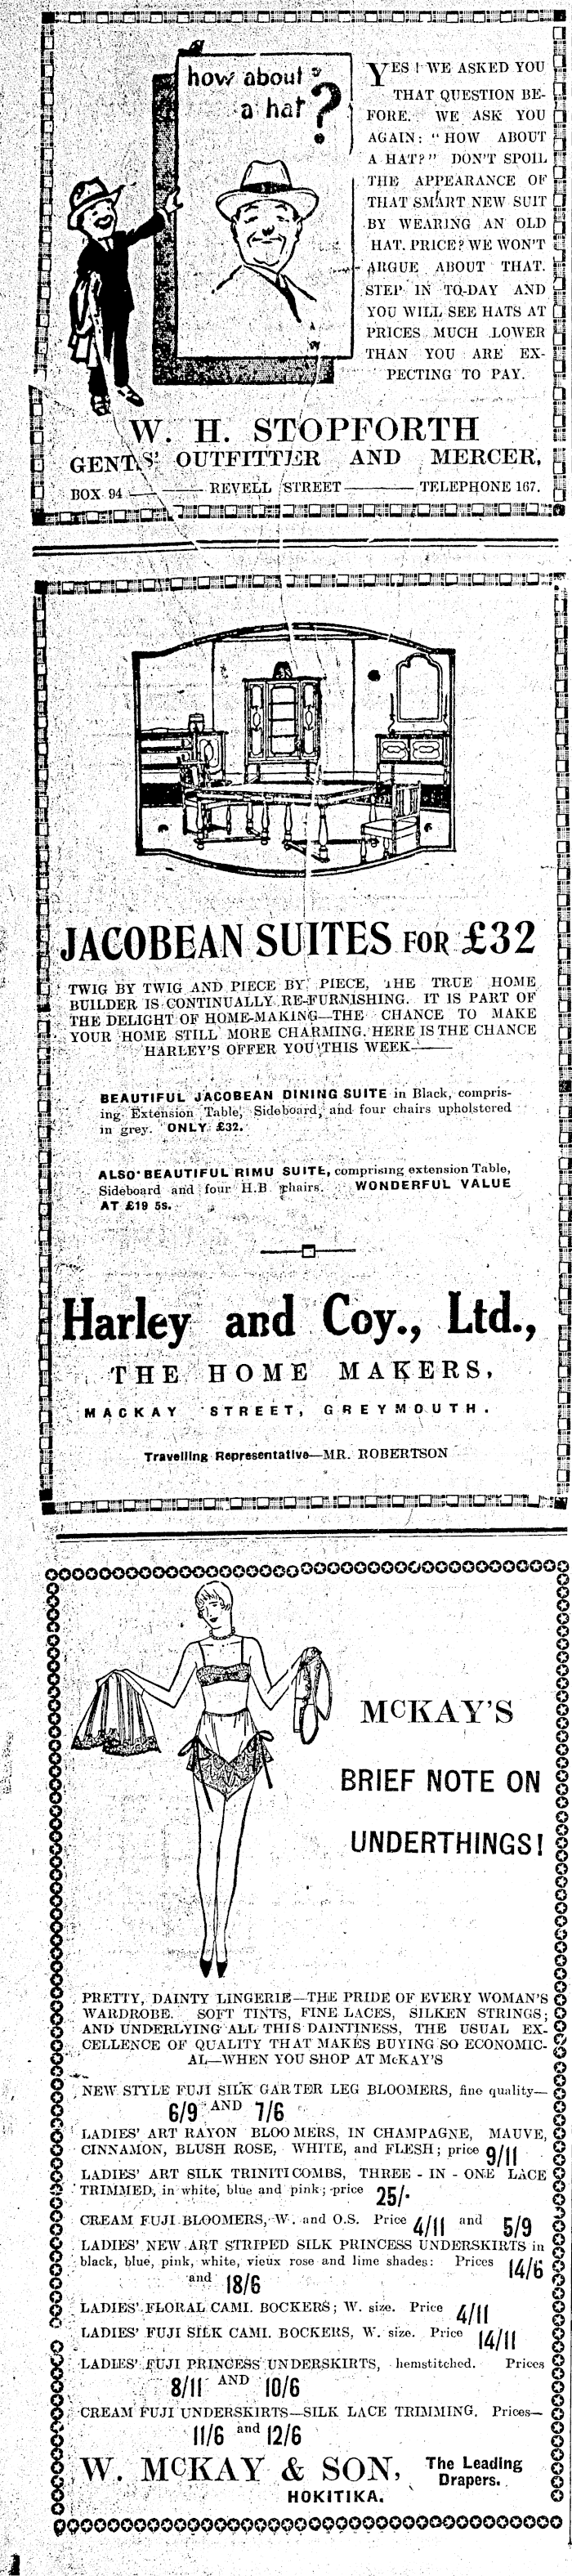 how about
a hat?
YES! WE ASKED YOU
THAT QUESTION BE-
FORE. WE ASK YOU
AGAIN: "HOW ABOUT
A HAT?" DON'T SPOIL
THE APPEARANCE OF
THAT SMART NEW SUIT
BY WEARING AN OLD
HAT. PRICE? WE WON'T
ARGUE ABOUT THAT.
STEP IN TO-DAY AND
YOU WILL SEE HATS AT
PRICES MUCH LOWER
THAN YOU ARE EX-
PECTING TO PAY.
W. H. STOPFORTH
GENTS' OUTFITTER AND MERCER,
BOX 94 —— REVELL STREET —— TELEPHONE 167.
JACOBEAN SUITES FOR £32
TWIG BY TWIG AND PIECE BY PIECE, THE TRUE HOME
BUILDER IS CONTINUALLY RE-FURNISHING. IT IS PART OF
THE DELIGHT OF HOME-MAKING—THE CHANCE TO MAKE
YOUR HOME STILL MORE CHARMING. HERE IS THE CHANCE
HARLEY'S OFFER YOU THIS WEEK——
BEAUTIFUL JACOBEAN DINING SUITE in Black, compris-
ing Extension Table, Sideboard, and four chairs upholstered
in grey. ONLY £32.
ALSO BEAUTIFUL RIMU SUITE, comprising extension Table,
Sideboard and four H.B. chairs. WONDERFUL VALUE
AT £19 5s.
Harley and Coy., Ltd.,
THE HOME MAKERS,
MACKAY STREET, GREYMOUTH.
Travelling Representative—MR. ROBERTSON
McKAY'S
BRIEF NOTE ON
UNDERTHINGS!
PRETTY, DAINTY LINGERIE—THE PRIDE OF EVERY WOMAN'S
WARDROBE. SOFT TINTS, FINE LACES, SILKEN STRINGS;
AND UNDERLYING ALL THIS DAINTINESS, THE USUAL EX-
CELLENCE OF QUALITY THAT MAKES BUYING SO ECONOMIC-
AL—WHEN YOU SHOP AT McKAY'S
NEW STYLE FUJI SILK GARTER LEG BLOOMERS, fine quality—
6/9 AND 7/6
LADIES' ART RAYON BLOOMERS, IN CHAMPAGNE, MAUVE,
CINNAMON, BLUSH ROSE, WHITE, and FLESH; price 9/11
LADIES' ART SILK TRINITI COMBS, THREE - IN - ONE LACE
TRIMMED, in white, blue and pink; price 25/-
CREAM FUJI BLOOMERS, W. and O.S. Price 4/11 and 5/9
LADIES' NEW ART STRIPED SILK PRINCESS UNDERSKIRTS in
black, blue, pink, white, vieux rose and lime shades: Prices 14/6
and 18/6
LADIES' FLORAL CAMI. BOCKERS; W. size. Price 4/11
LADIES' FUJI SILK CAMI. BOCKERS, W. size. Price 14/11
LADIES' FUJI PRINCESS UNDERSKIRTS, hemstitched. Prices
8/11 AND 10/6
CREAM FUJI UNDERSKIRTS—SILK LACE TRIMMING. Prices—
11/6 and 12/6
W. McKAY & SON, The Leading
Drapers.
HOKITIKA.